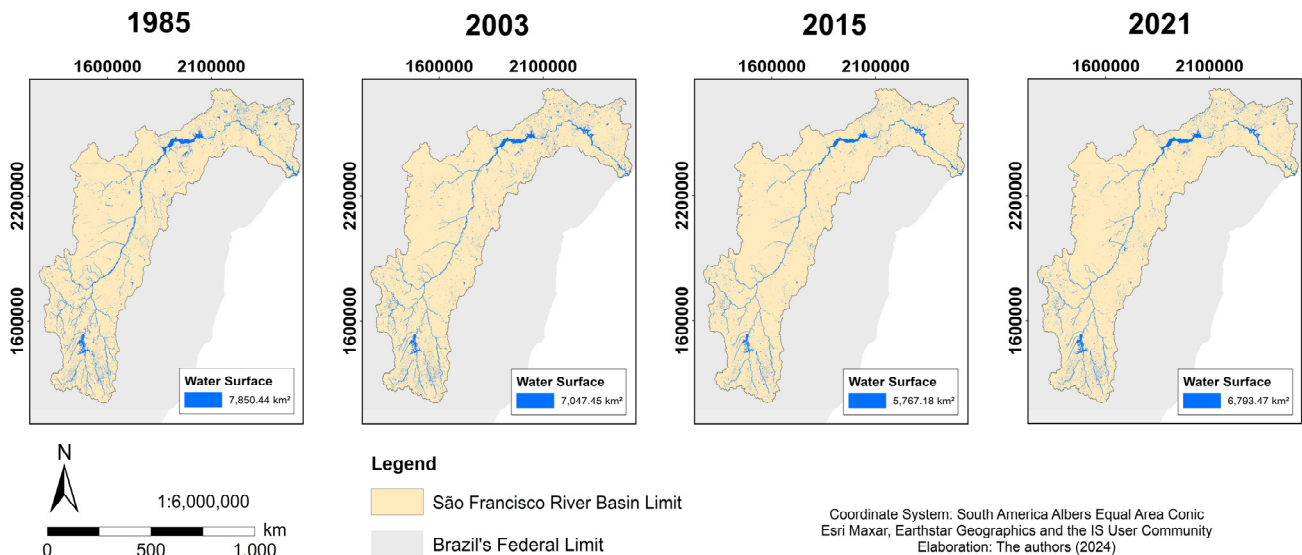 1985
2003
2015
2021
1600000 2100000
1600000 2100000
1600000 2100000
1600000 2100000
2200000
1600000
2200000
1600000
2200000
1600000
2200000
1600000
Water Surface
7,850.44 km²
Water Surface
7,047.45 km²
Water Surface
5,767.18 km²
Water Surface
6,793.47 km²
N
1:6,000,000
km
0 500 1.000
Legend
São Francisco River Basin Limit
Brazil's Federal Limit
Coordinate System: South America Albers Equal Area Conic
Esri Maxar, Earthstar Geographics and the IS User Community
Elaboration: The authors (2024)